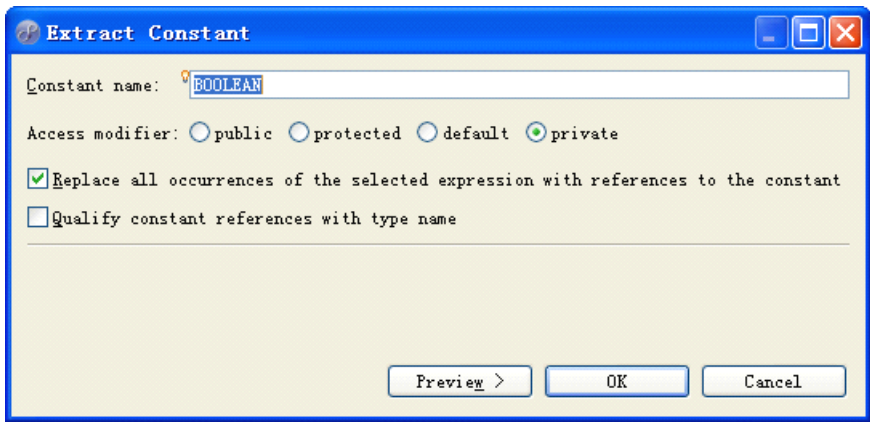 Extract Constant
Constant name: BOOLEAN
Access modifier: public protected default private
Replace all occurrences of the selected expression with references to the constant
Qualify constant references with type name
Preview > OK Cancel